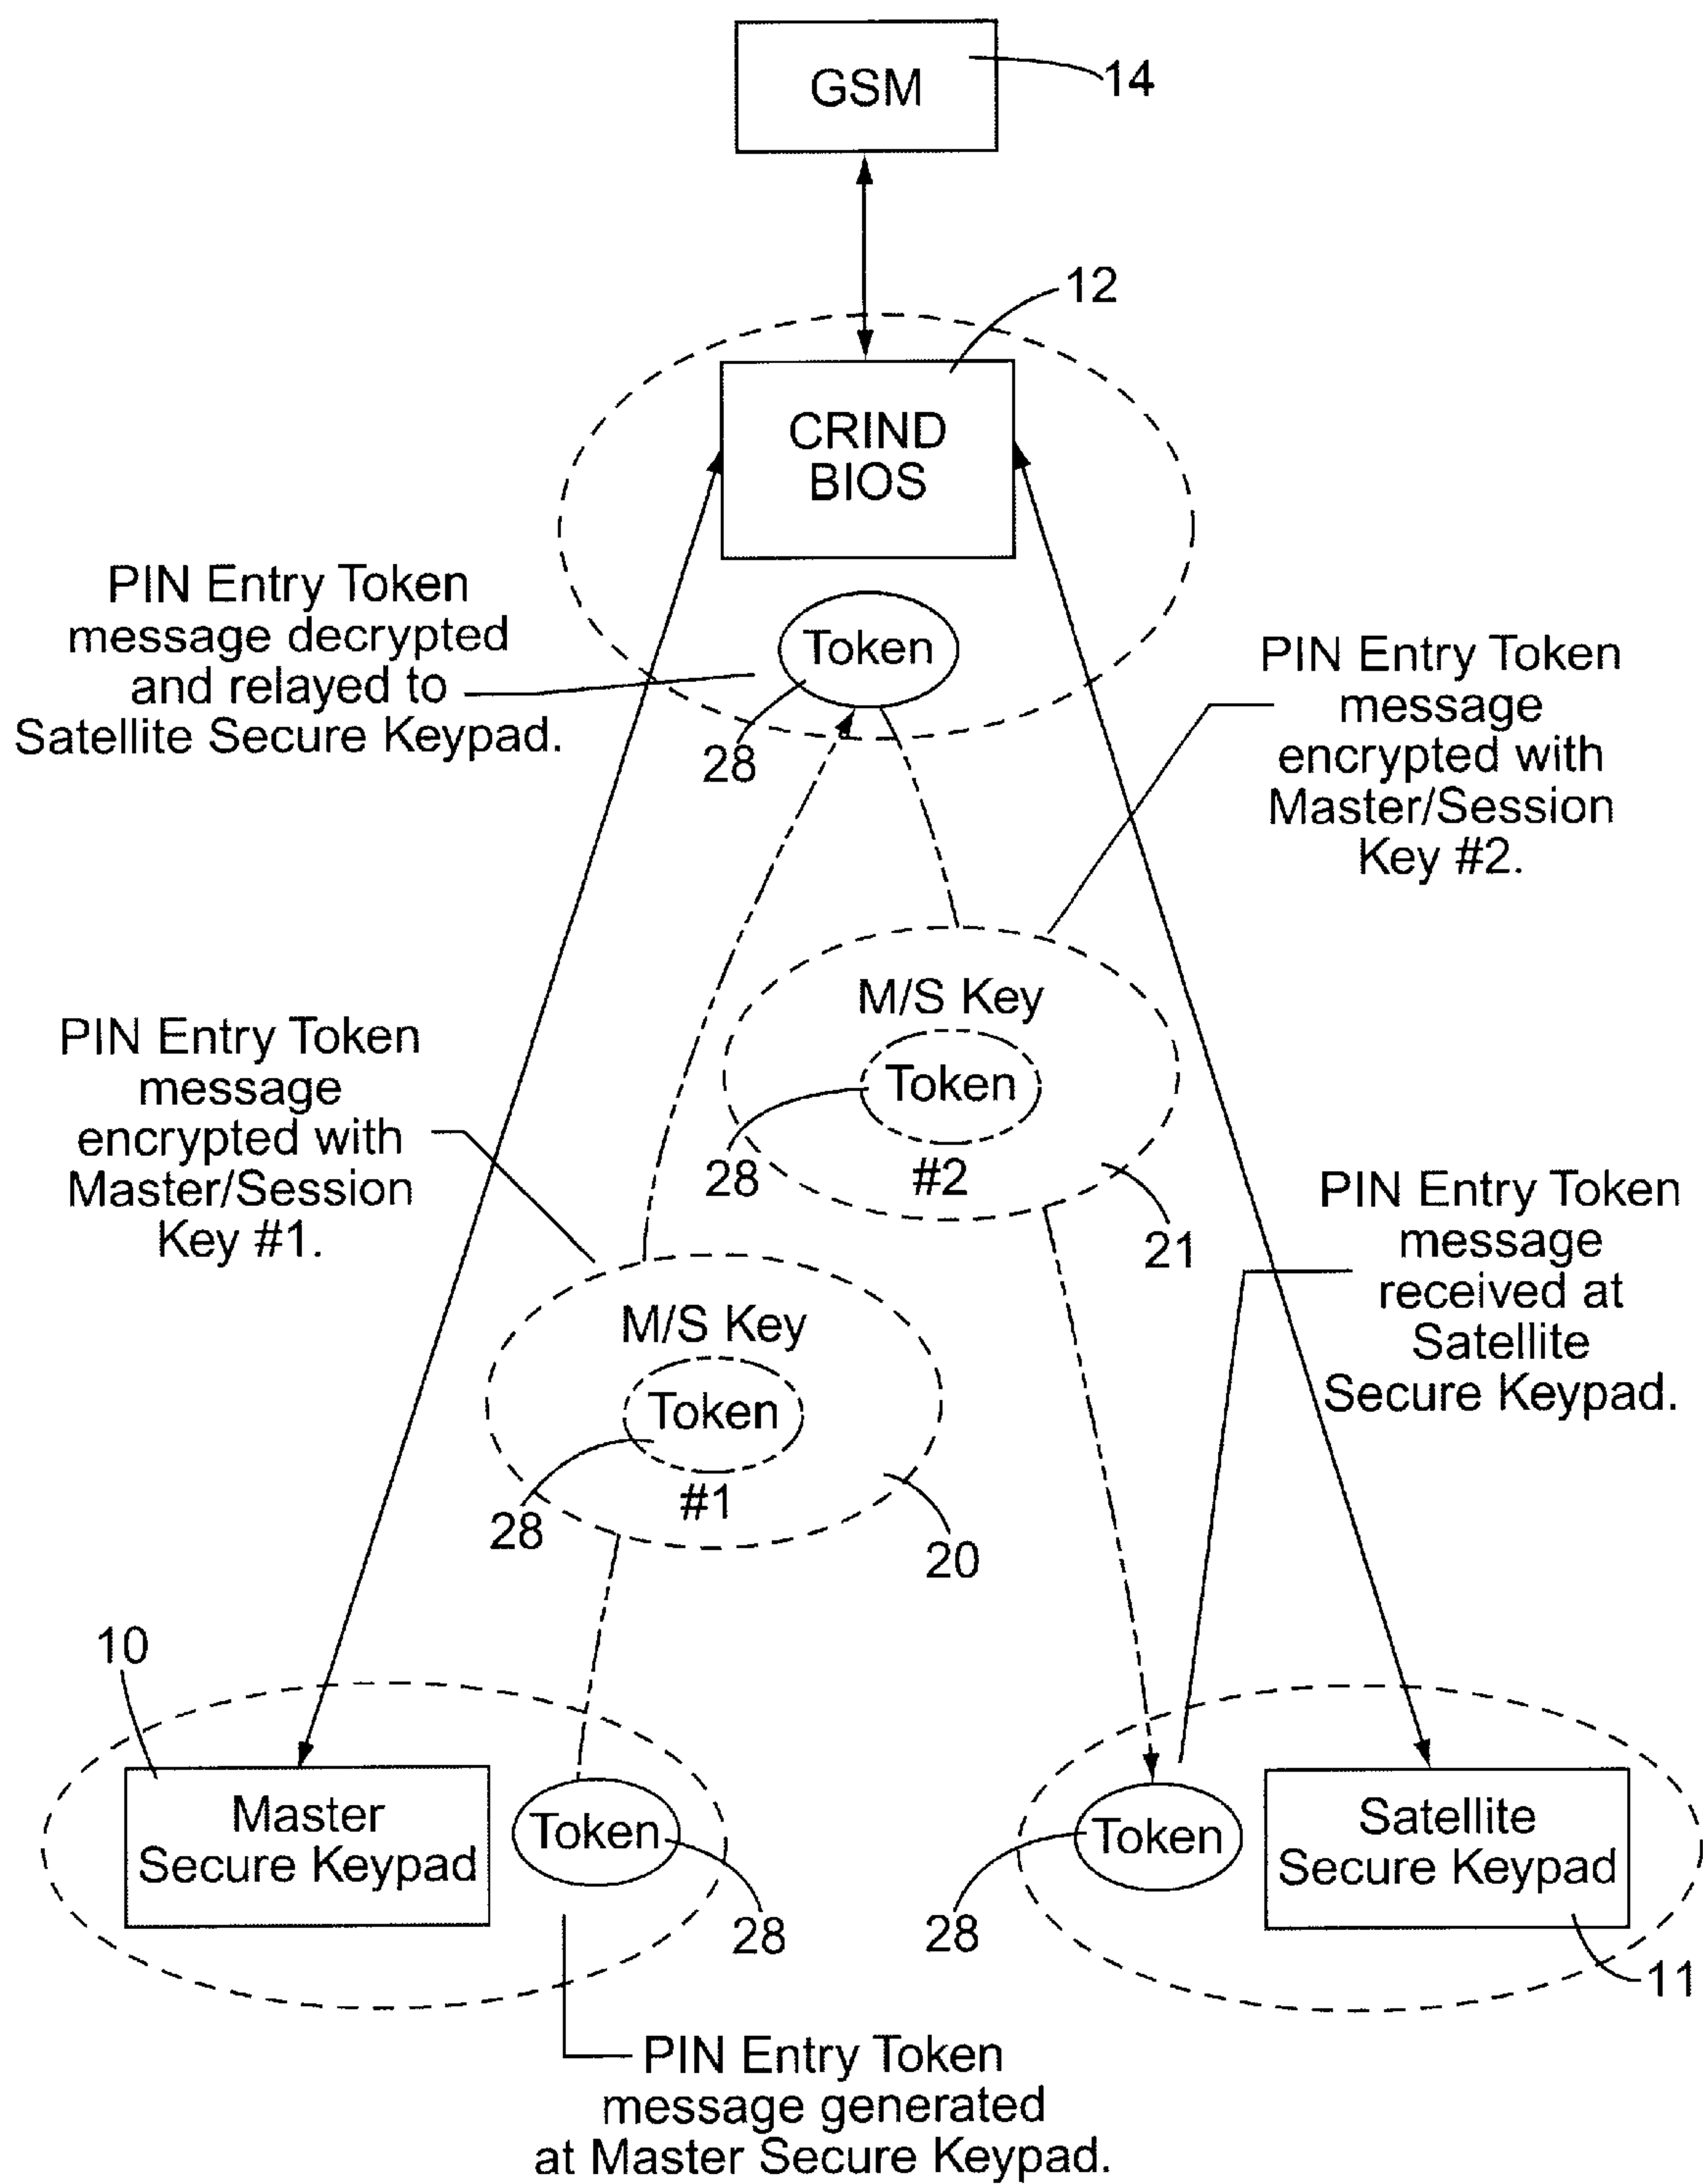 GSM
14
12
CRIND
BIOS
PIN Entry Token
message decrypted
and relayed to
Satellite Secure Keypad.
Token
28
PIN Entry Token
message
encrypted with
Master/Session
Key #2.
M/S Key
Token
28
#2
21
PIN Entry Token
message
encrypted with
Master/Session
Key #1.
PIN Entry Token
message
received at
Satellite
Secure Keypad.
M/S Key
Token
28
#1
20
10
Master
Secure Keypad
Token
28
Token
28
Satellite
Secure Keypad
11
PIN Entry Token
message generated
at Master Secure Keypad.